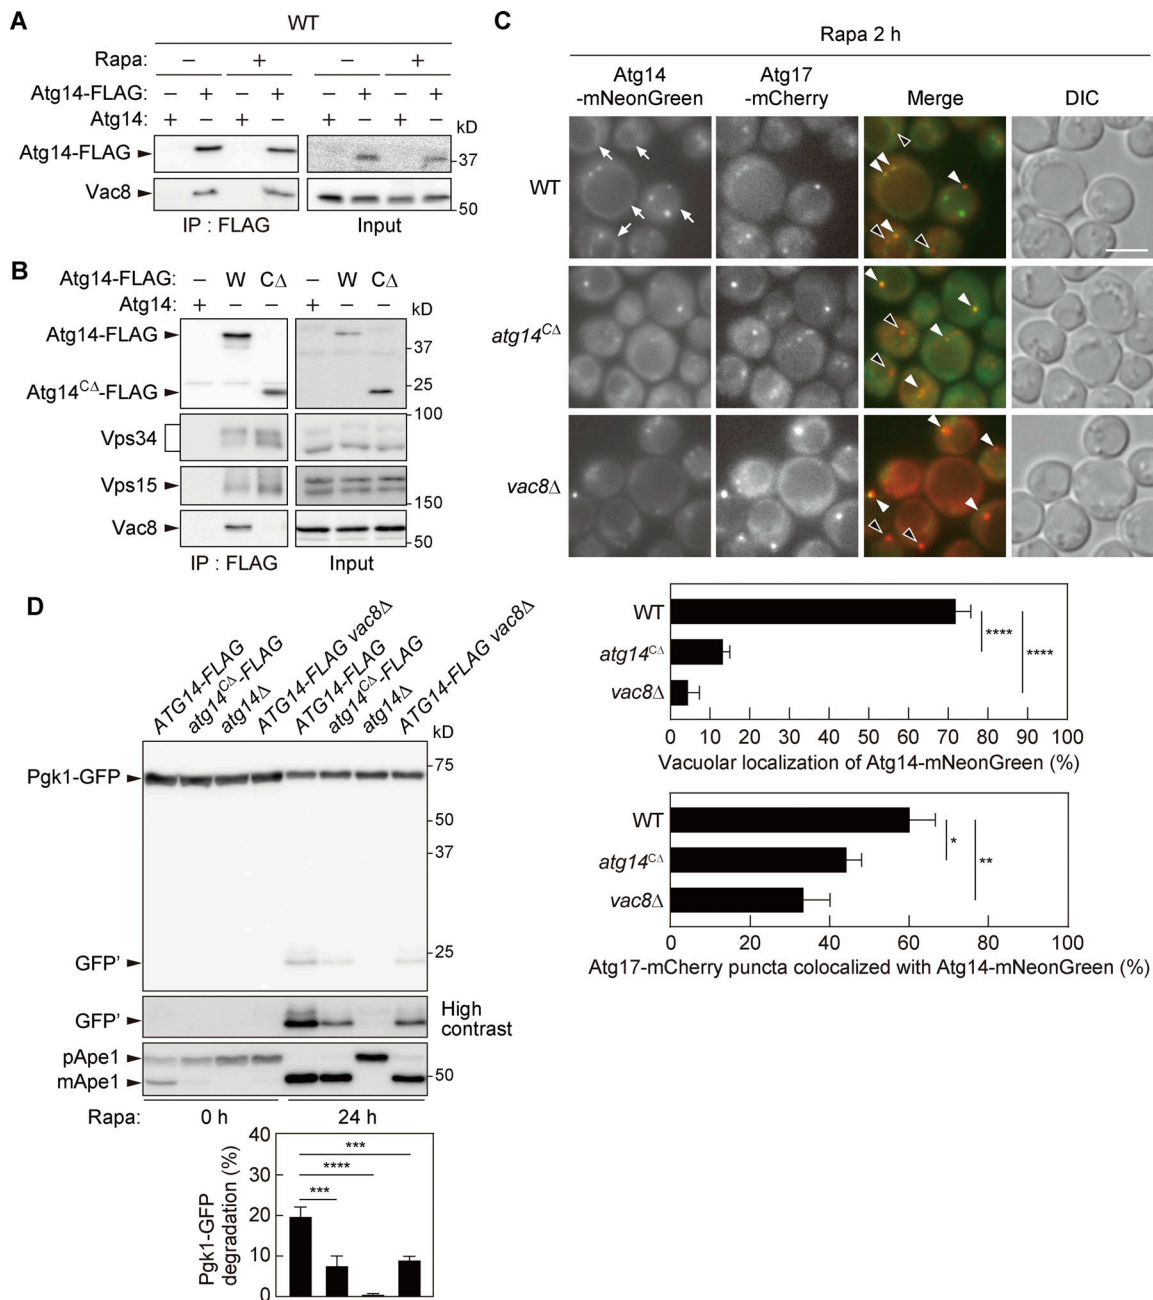 A
WT
Rapa: – +  – +
Atg14-FLAG: – + – + – + – +
Atg14: + – + – + – + –
kD
Atg14-FLAG
37
Vac8
50
IP : FLAG
Input
B
Atg14-FLAG: – W CΔ – W CΔ
Atg14: + – – + – –
kD
Atg14-FLAG
37
Atg14CΔ-FLAG
25
100
Vps34
Vps15
150
Vac8
50
IP : FLAG
Input
C
Rapa 2 h
Atg14 Atg17
-mNeonGreen -mCherry Merge DIC
WT
atg14CΔ
vac8Δ
WT
atg14CΔ
vac8Δ
****
****
0 10 20 30 40 50 60 70 80 90 100
Vacuolar localization of Atg14-mNeonGreen (%)
WT
atg14CΔ
vac8Δ
*
**
0 20 40 60 80 100
Atg17-mCherry puncta colocalized with Atg14-mNeonGreen (%)
D
ATG14-FLAG
atg14CΔ-FLAG
atg14Δ
ATG14-FLAG vac8Δ
ATG14-FLAG
atg14CΔ-FLAG
atg14Δ
ATG14-FLAG vac8Δ
kD
Pgk1-GFP
75
50
37
25
GFP'
GFP'
High
contrast
pApe1
mApe1
50
Rapa: 0 h 24 h
Pgk1-GFP
degradation (%)
40
30
20
10
0
***
****
***